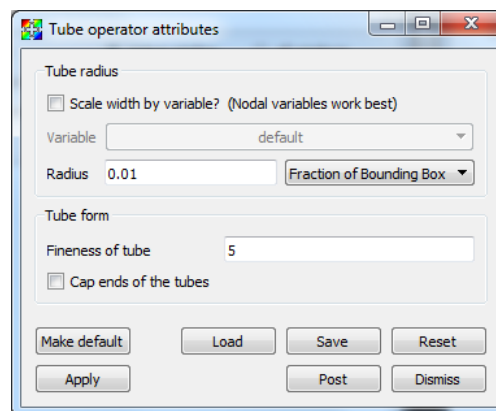 Tube operator attributes
Tube radius
Scale width by variable? (Nodal variables work best)
Variable default
Radius 0.01 Fraction of Bounding Box
Tube form
Fineness of tube 5
Cap ends of the tubes
Make default Load Save Reset
Apply Post Dismiss